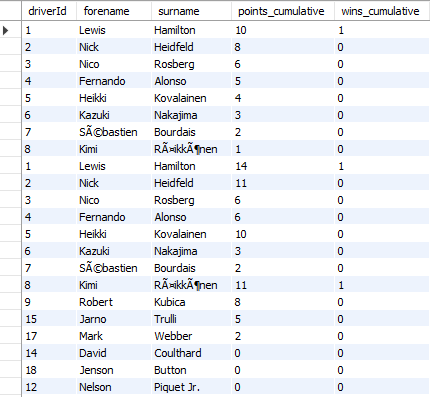 driverId forename surname points_cumulative wins_cumulative
1 Lewis Hamilton 10 1
2 Nick Heidfeld 8 0
3 Nico Rosberg 6 0
4 Fernando Alonso 5 0
5 Heikki Kovalainen 4 0
6 Kazuki Nakajima 3 0
7 SÃ©bastien Bourdais 2 0
8 Kimi RÃ¤ikkÃ¶nen 1 0
1 Lewis Hamilton 14 1
2 Nick Heidfeld 11 0
3 Nico Rosberg 6 0
4 Fernando Alonso 6 0
5 Heikki Kovalainen 10 0
6 Kazuki Nakajima 3 0
7 SÃ©bastien Bourdais 2 0
8 Kimi RÃ¤ikkÃ¶nen 11 1
9 Robert Kubica 8 0
15 Jarno Trulli 5 0
17 Mark Webber 2 0
14 David Coulthard 0 0
18 Jenson Button 0 0
12 Nelson Piquet Jr. 0 0